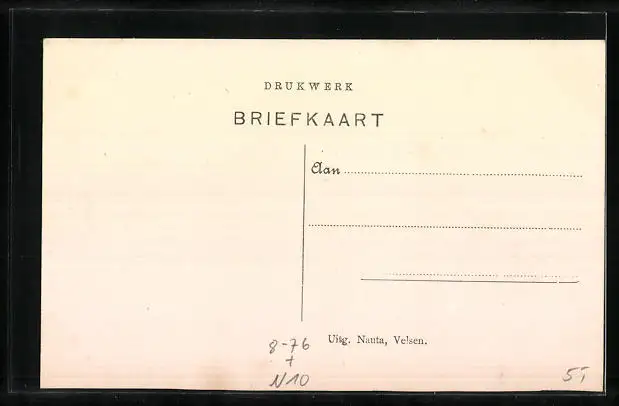 DRUKWERK
BRIEFKAART
Aan
Uitg. Nauta, Velsen.
8-76
+
N10
5T